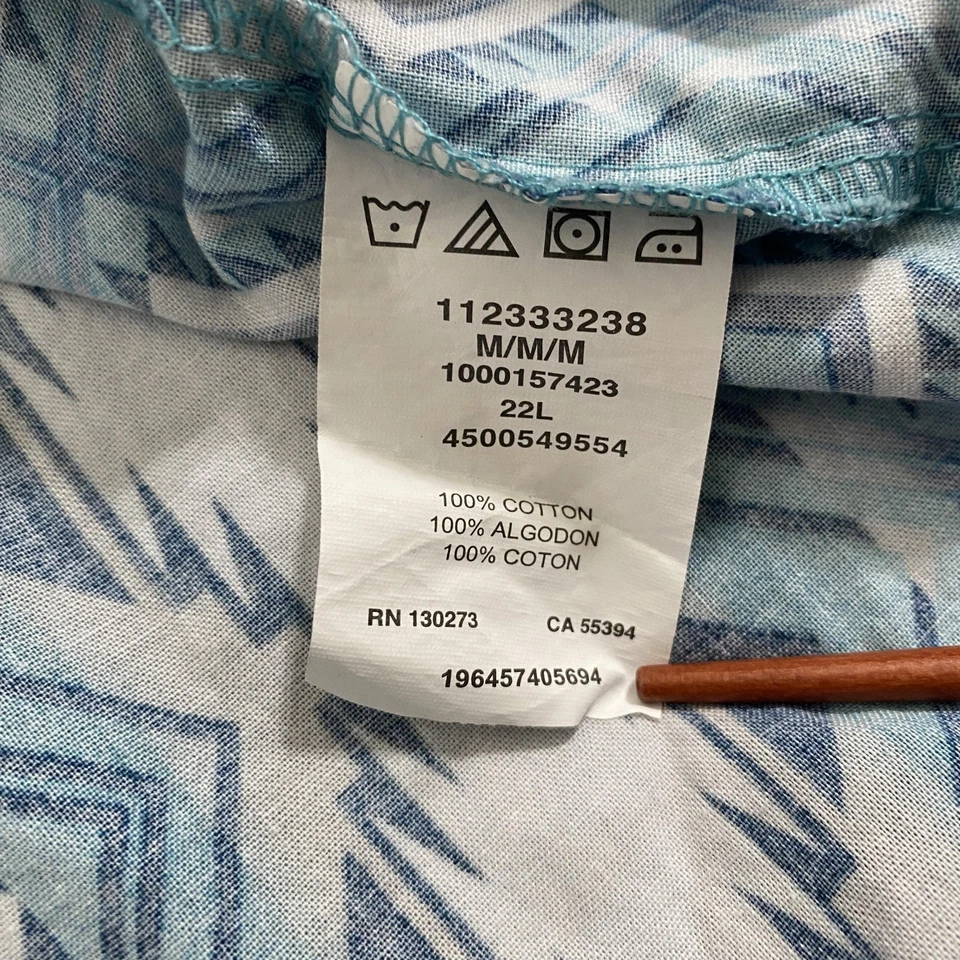 112333238
M/M/M
1000157423
22L
4500549554
100% COTTON
100% ALGODON
100% COTON
RN 130273 CA 55394
196457405694